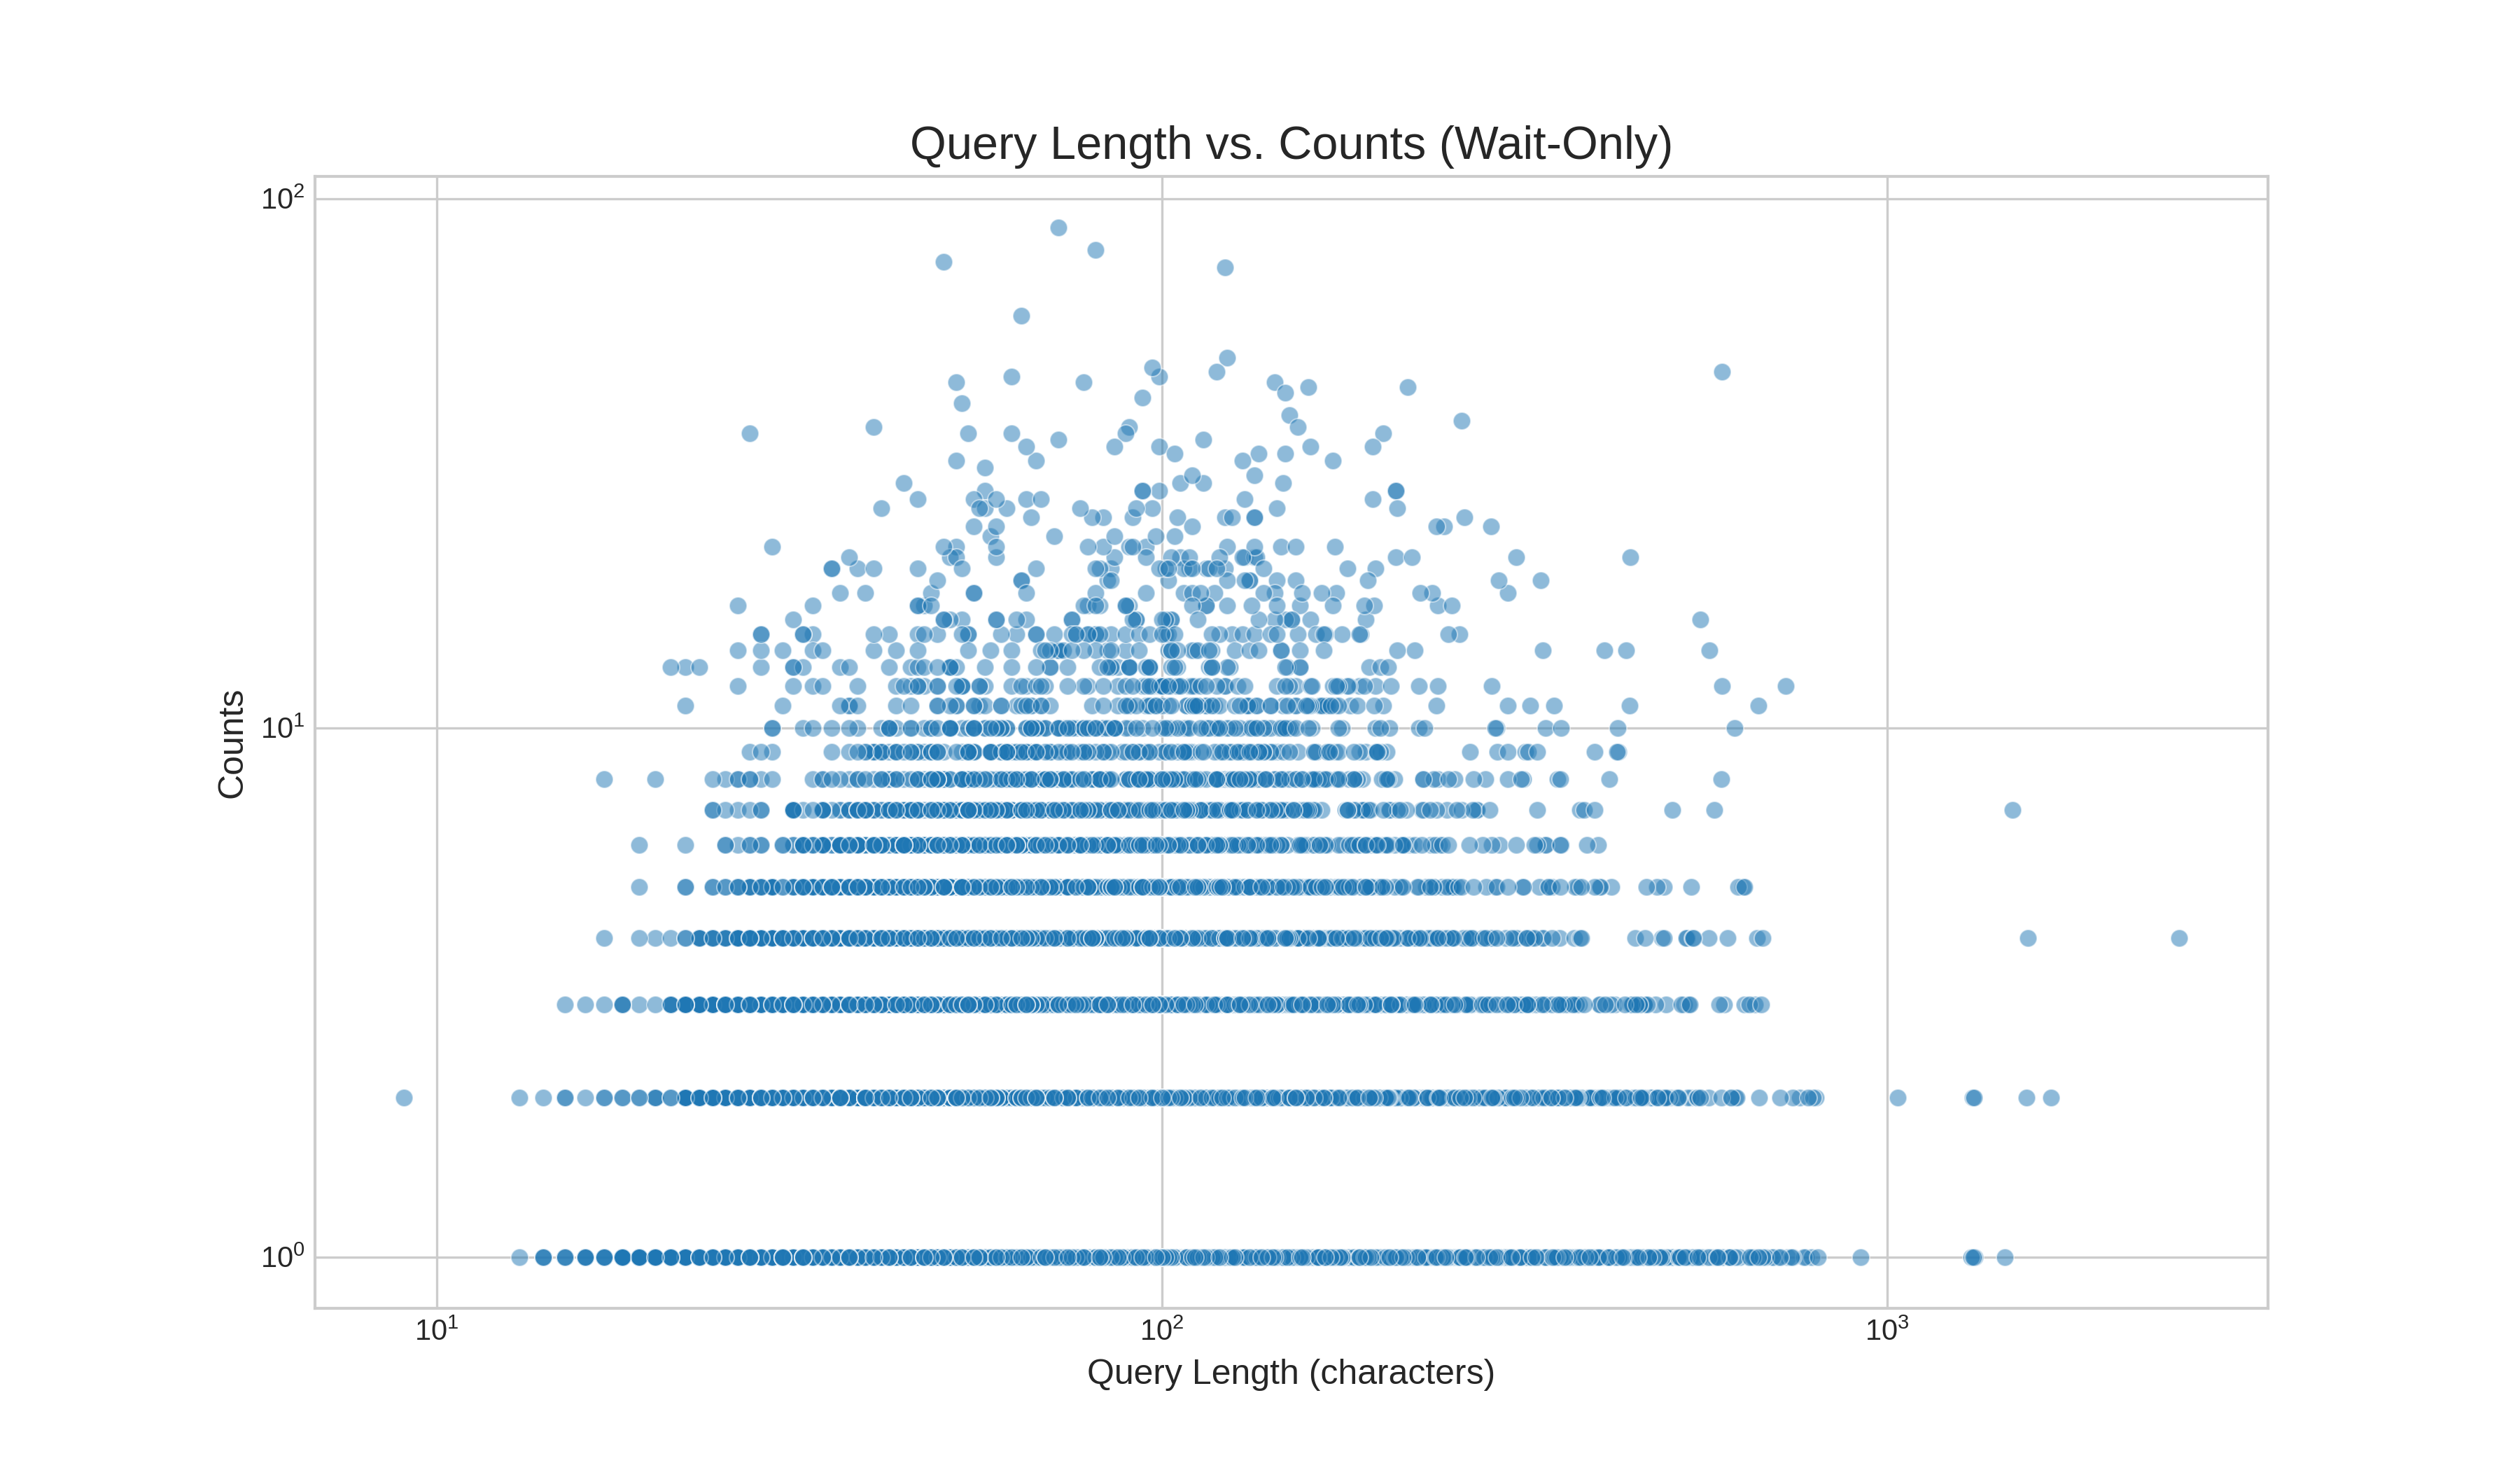 Query Length vs. Counts (Wait-Only)
10²
10¹
10⁰
Counts
10¹
10²
10³
Query Length (characters)